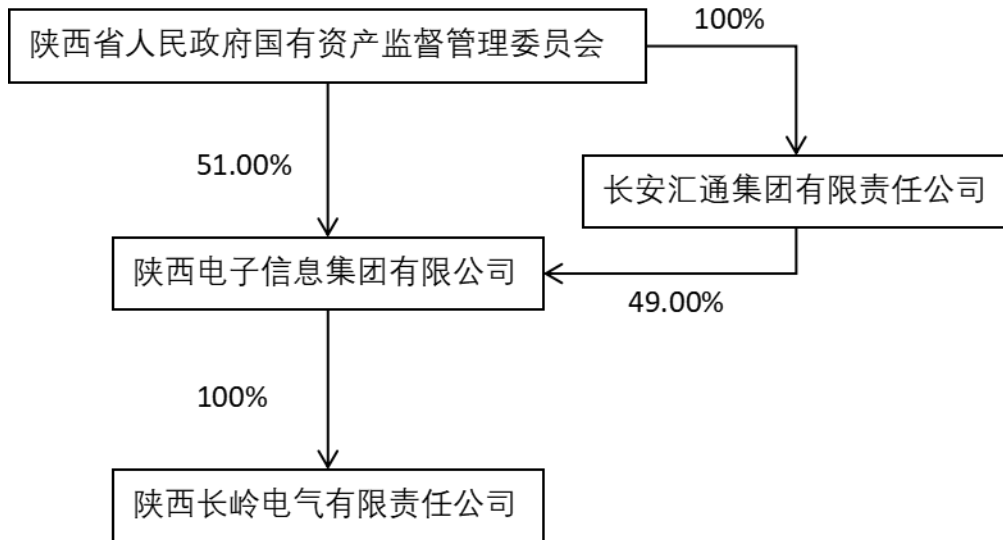 陕西省人民政府国有资产监督管理委员会
100%
51.00%
长安汇通集团有限责任公司
陕西电子信息集团有限公司
49.00%
100%
陕西长岭电气有限责任公司